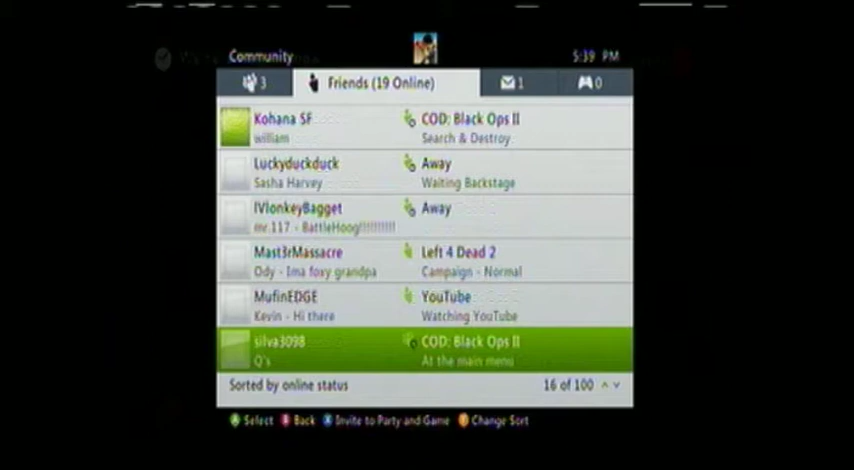 Community
5:39 PM
3
Friends (19 Online)
1
0
Kohana SF
COD: Black Ops II
william
Search & Destroy
Luckyduckduck
Away
Sasha Harvey
Waiting Backstage
IVlonkeyBagget
Away
mr.117 - BattleHoog!!!!!!!!!!
Mast3rMassacre
Left 4 Dead 2
Ody - Ima foxy grandpa
Campaign - Normal
MufinEDGE
YouTube
Kevin - Hi there
Watching YouTube
silva3098
COD: Black Ops II
Q's
At the main menu
Sorted by online status
16 of 100
A Select B Back X Invite to Party and Game Y Change Sort